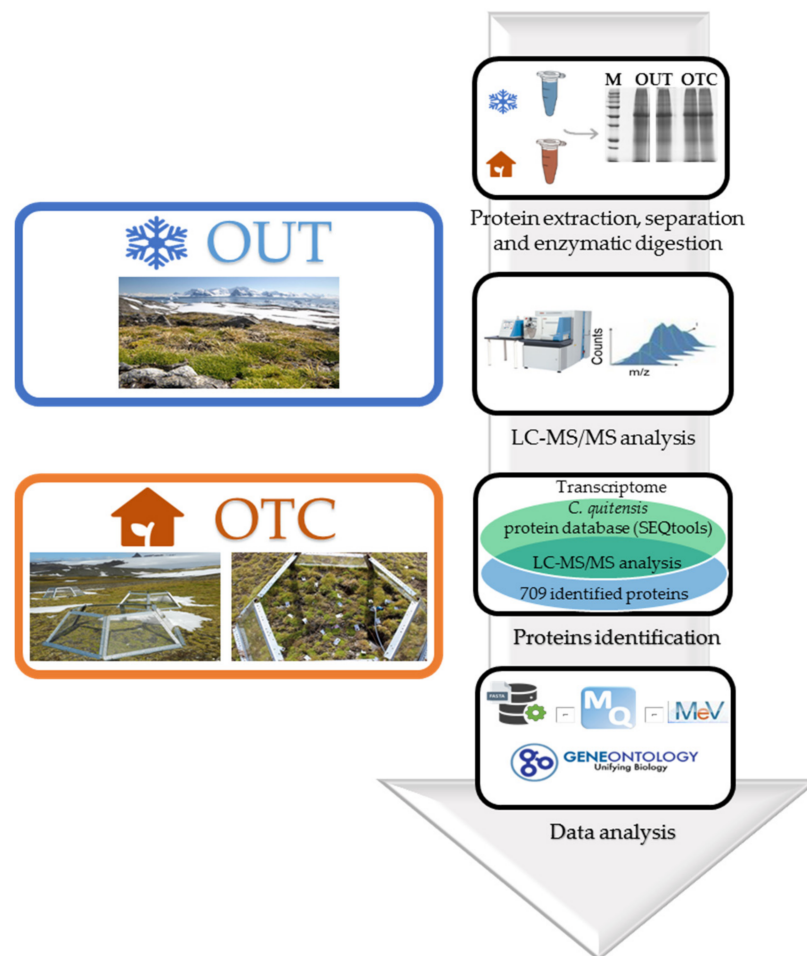 OUT
OTC
M OUT OTC
Protein extraction, separation
and enzymatic digestion
Counts
m/z
LC-MS/MS analysis
Transcriptome
C. quitensis
protein database (SEQtools)
LC-MS/MS analysis
709 identified proteins
Proteins identification
FASTA
MQ
MeV
go
GENEONTOLOGY
Unifying Biology
Data analysis